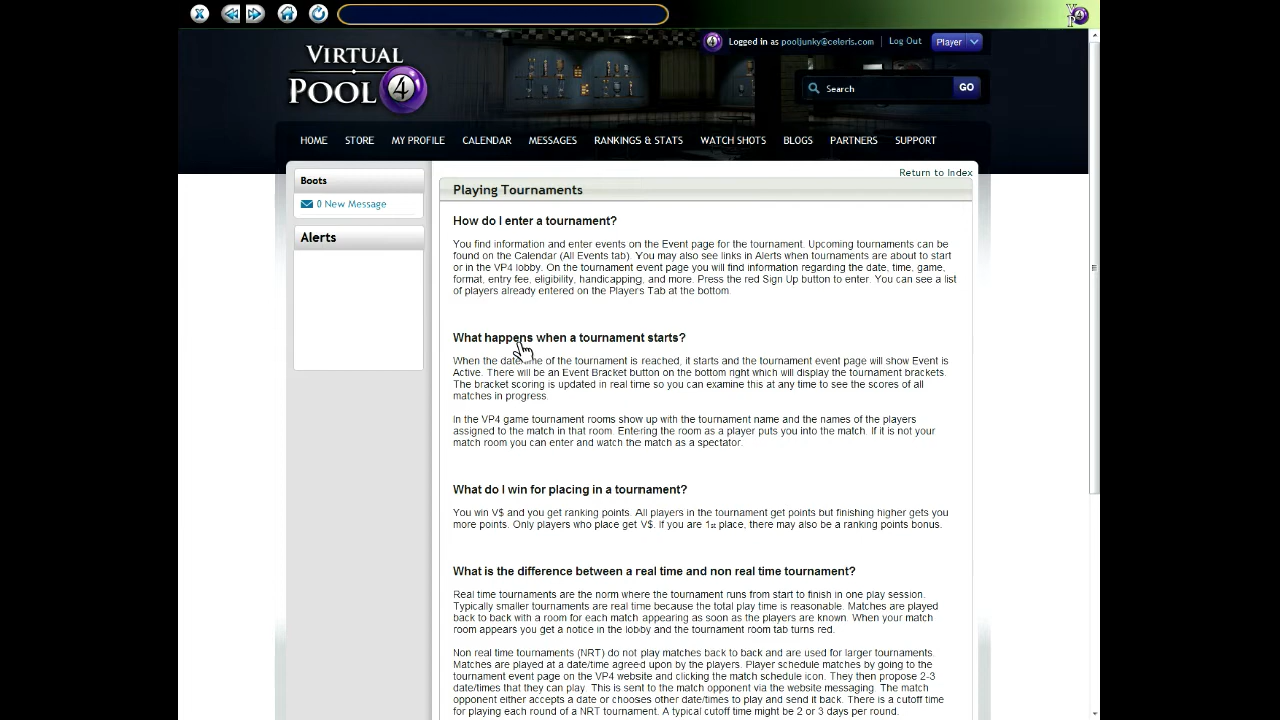 VP4
Logged in as pooljunky@celeris.com
Log Out
Player
VIRTUAL
POOL 4
Search
GO
HOME STORE MY PROFILE CALENDAR MESSAGES RANKINGS & STATS WATCH SHOTS BLOGS PARTNERS SUPPORT
Boots
0 New Message
Alerts
Return to Index
Playing Tournaments
How do I enter a tournament?
You find information and enter events on the Event page for the tournament. Upcoming tournaments can be
found on the Calendar (All Events tab). You may also see links in Alerts when tournaments are about to start
or in the VP4 lobby. On the tournament event page you will find information regarding the date, time, game,
format, entry fee, eligibility, handicapping, and more. Press the red Sign Up button to enter. You can see a list
of players already entered on the Players Tab at the bottom.
What happens when a tournament starts?
When the date/time of the tournament is reached, it starts and the tournament event page will show Event is
Active. There will be an Event Bracket button on the bottom right which will display the tournament brackets.
The bracket scoring is updated in real time so you can examine this at any time to see the scores of all
matches in progress.
In the VP4 game tournament rooms show up with the tournament name and the names of the players
assigned to the match in that room. Entering the room as a player puts you into the match. If it is not your
match room you can enter and watch the match as a spectator.
What do I win for placing in a tournament?
You win V$ and you get ranking points. All players in the tournament get points but finishing higher gets you
more points. Only players who place get V$. If you are 1st place, there may also be a ranking points bonus.
What is the difference between a real time and non real time tournament?
Real time tournaments are the norm where the tournament runs from start to finish in one play session.
Typically smaller tournaments are real time because the total play time is reasonable. Matches are played
back to back with a room for each match appearing as soon as the players are known. When your match
room appears you get a notice in the lobby and the tournament room tab turns red.
Non real time tournaments (NRT) do not play matches back to back and are used for larger tournaments.
Matches are played at a date/time agreed upon by the players. Player schedule matches by going to the
tournament event page on the VP4 website and clicking the match schedule icon. They then propose 2-3
date/times that they can play. This is sent to the match opponent via the website messaging. The match
opponent either accepts a date or chooses other date/times to play and send it back. There is a cutoff time
for playing each round of a NRT tournament. A typical cutoff time might be 2 or 3 days per round.